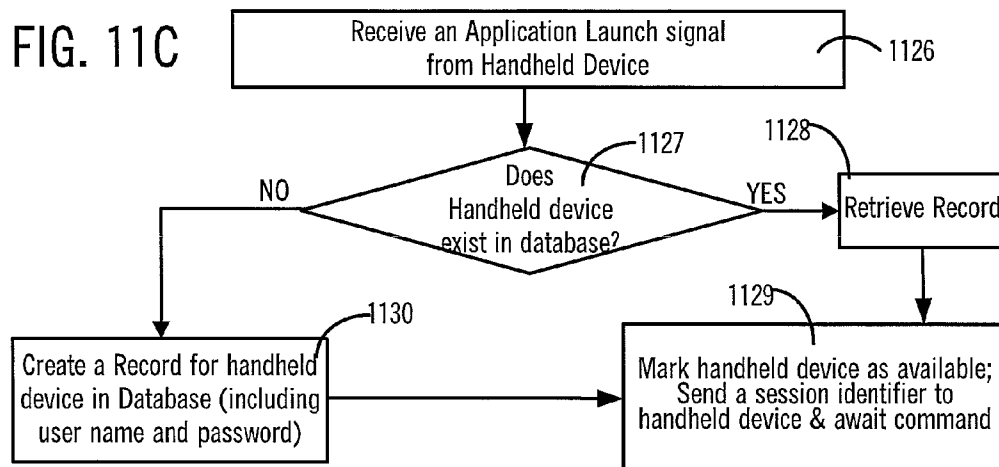 FIG. 11C
Receive an Application Launch signal
from Handheld Device
1126
1127
Does
Handheld device
exist in database?
NO
YES
1128
Retrieve Record
1130
Create a Record for handheld
device in Database (including
user name and password)
1129
Mark handheld device as available;
Send a session identifier to
handheld device & await command